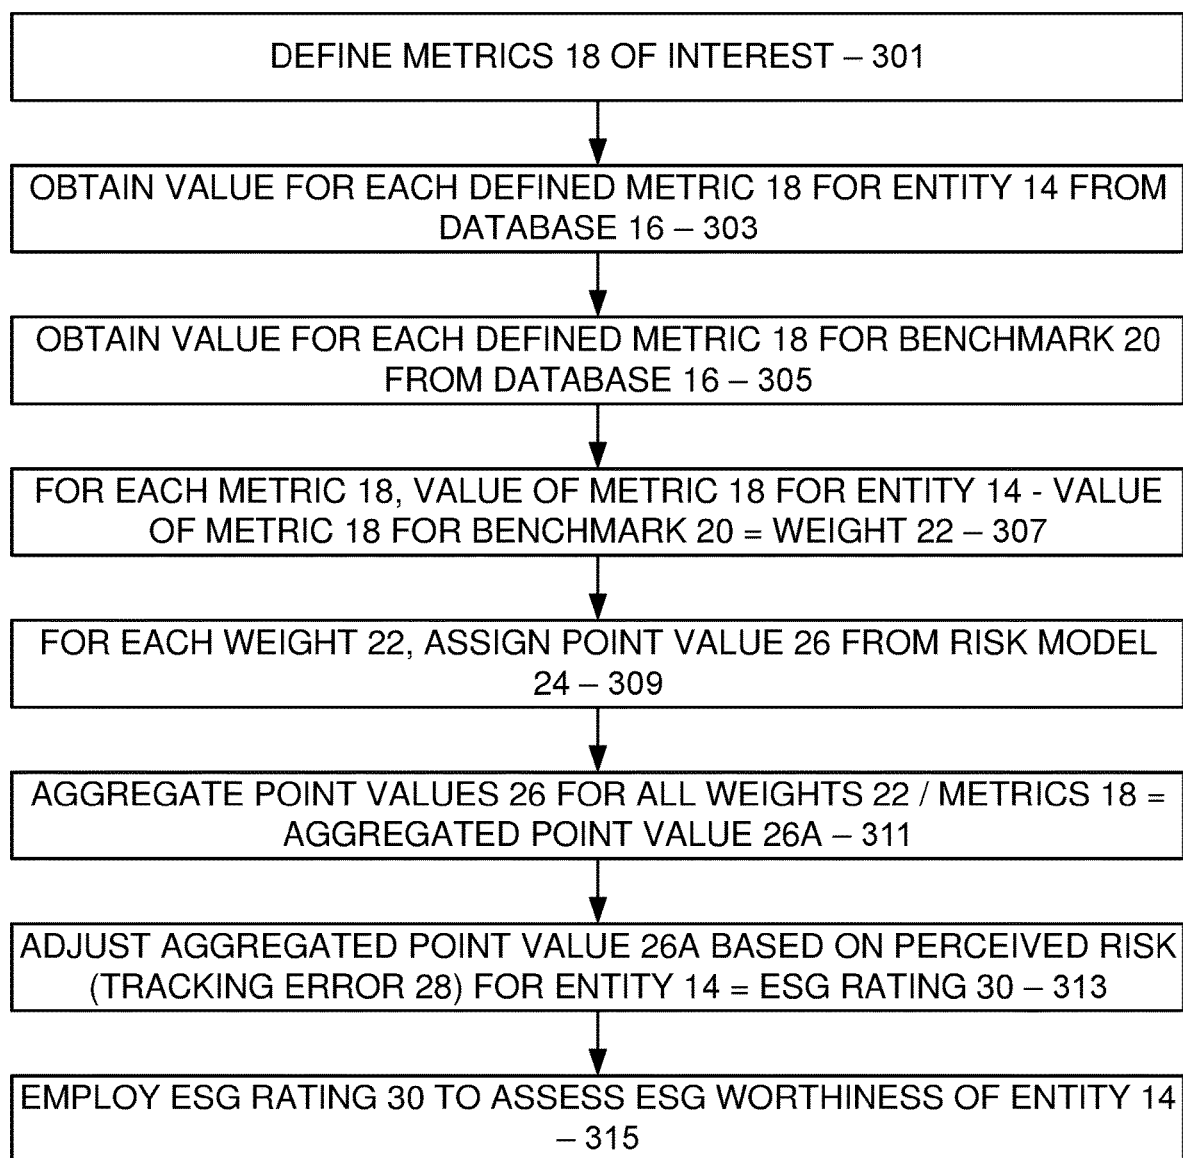 DEFINE METRICS 18 OF INTEREST – 301
OBTAIN VALUE FOR EACH DEFINED METRIC 18 FOR ENTITY 14 FROM
DATABASE 16 – 303
OBTAIN VALUE FOR EACH DEFINED METRIC 18 FOR BENCHMARK 20
FROM DATABASE 16 – 305
FOR EACH METRIC 18, VALUE OF METRIC 18 FOR ENTITY 14 - VALUE
OF METRIC 18 FOR BENCHMARK 20 = WEIGHT 22 – 307
FOR EACH WEIGHT 22, ASSIGN POINT VALUE 26 FROM RISK MODEL
24 – 309
AGGREGATE POINT VALUES 26 FOR ALL WEIGHTS 22 / METRICS 18 =
AGGREGATED POINT VALUE 26A – 311
ADJUST AGGREGATED POINT VALUE 26A BASED ON PERCEIVED RISK
(TRACKING ERROR 28) FOR ENTITY 14 = ESG RATING 30 – 313
EMPLOY ESG RATING 30 TO ASSESS ESG WORTHINESS OF ENTITY 14
– 315